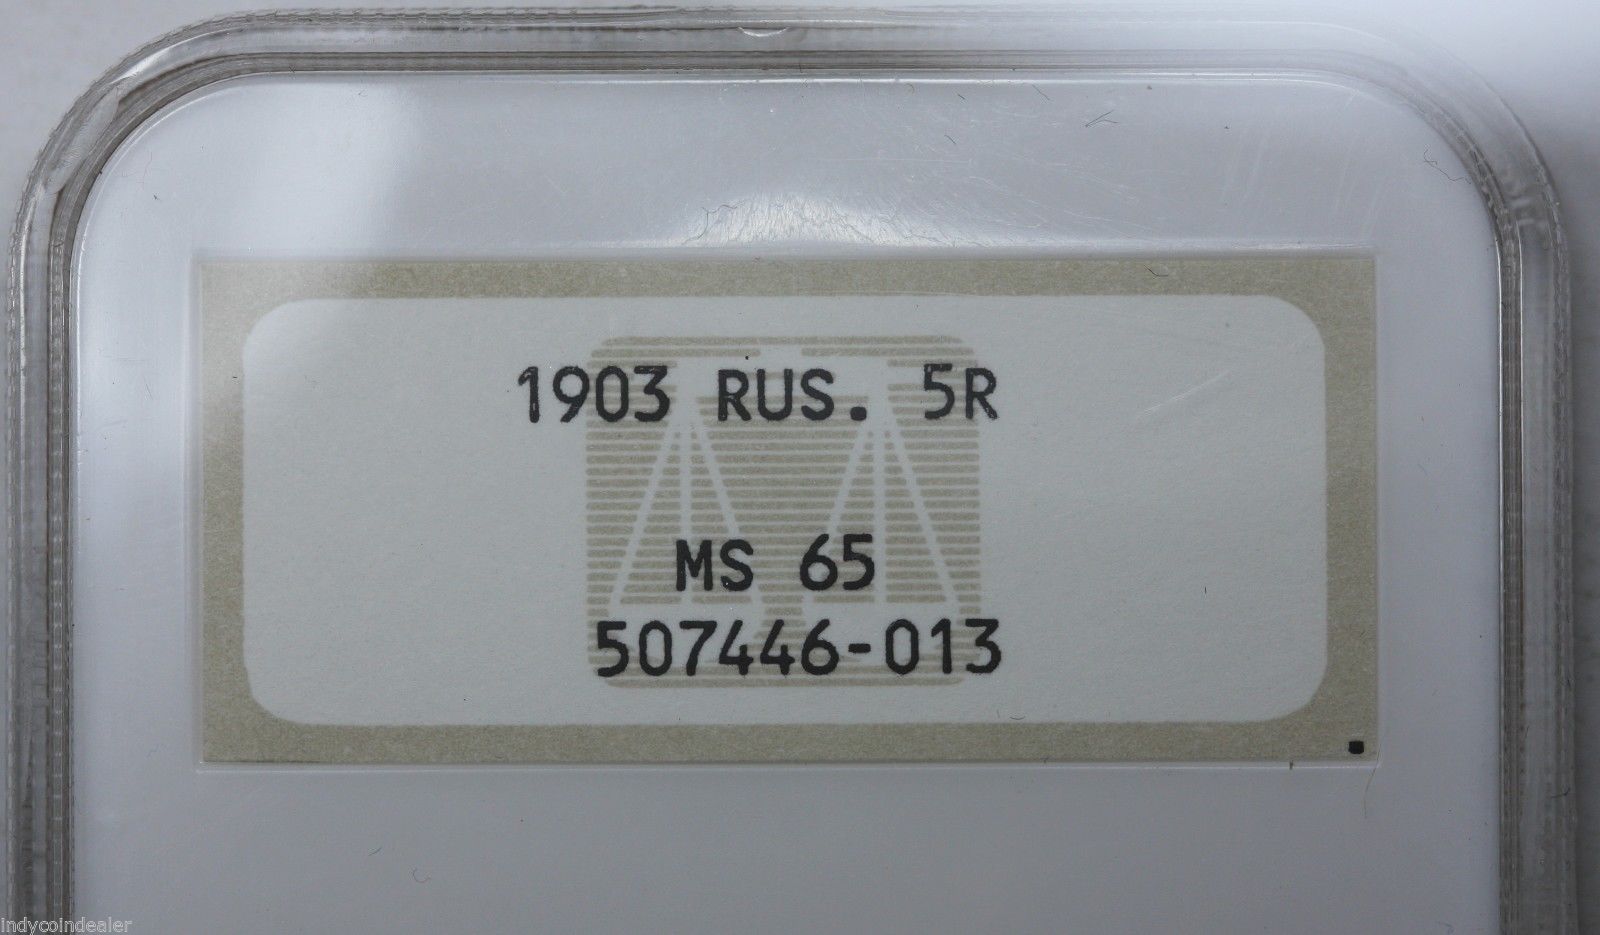 1903 RUS. 5R
MS 65
507446-013
indycoindealer